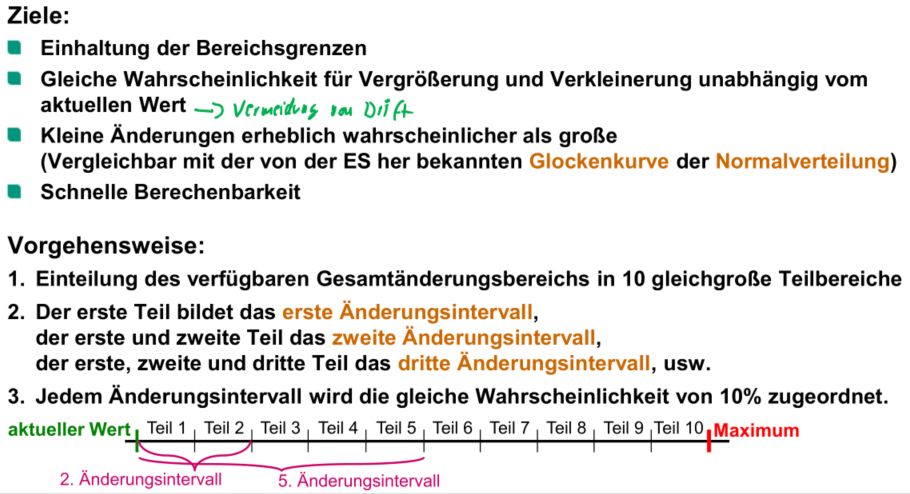 Ziele:
Einhaltung der Bereichsgrenzen
Gleiche Wahrscheinlichkeit für Vergrößerung und Verkleinerung unabhängig vom
aktuellen Wert → Vermeidung von Drift
Kleine Änderungen erheblich wahrscheinlicher als große
(Vergleichbar mit der von der ES her bekannten Glockenkurve der Normalverteilung)
Schnelle Berechenbarkeit
Vorgehensweise:
1. Einteilung des verfügbaren Gesamtänderungsbereichs in 10 gleichgroße Teilbereiche
2. Der erste Teil bildet das erste Änderungsintervall,
der erste und zweite Teil das zweite Änderungsintervall,
der erste, zweite und dritte Teil das dritte Änderungsintervall, usw.
3. Jedem Änderungsintervall wird die gleiche Wahrscheinlichkeit von 10% zugeordnet.
aktueller Wert Teil 1 Teil 2 Teil 3 Teil 4 Teil 5 Teil 6 Teil 7 Teil 8 Teil 9 Teil 10 Maximum
2. Änderungsintervall 5. Änderungsintervall